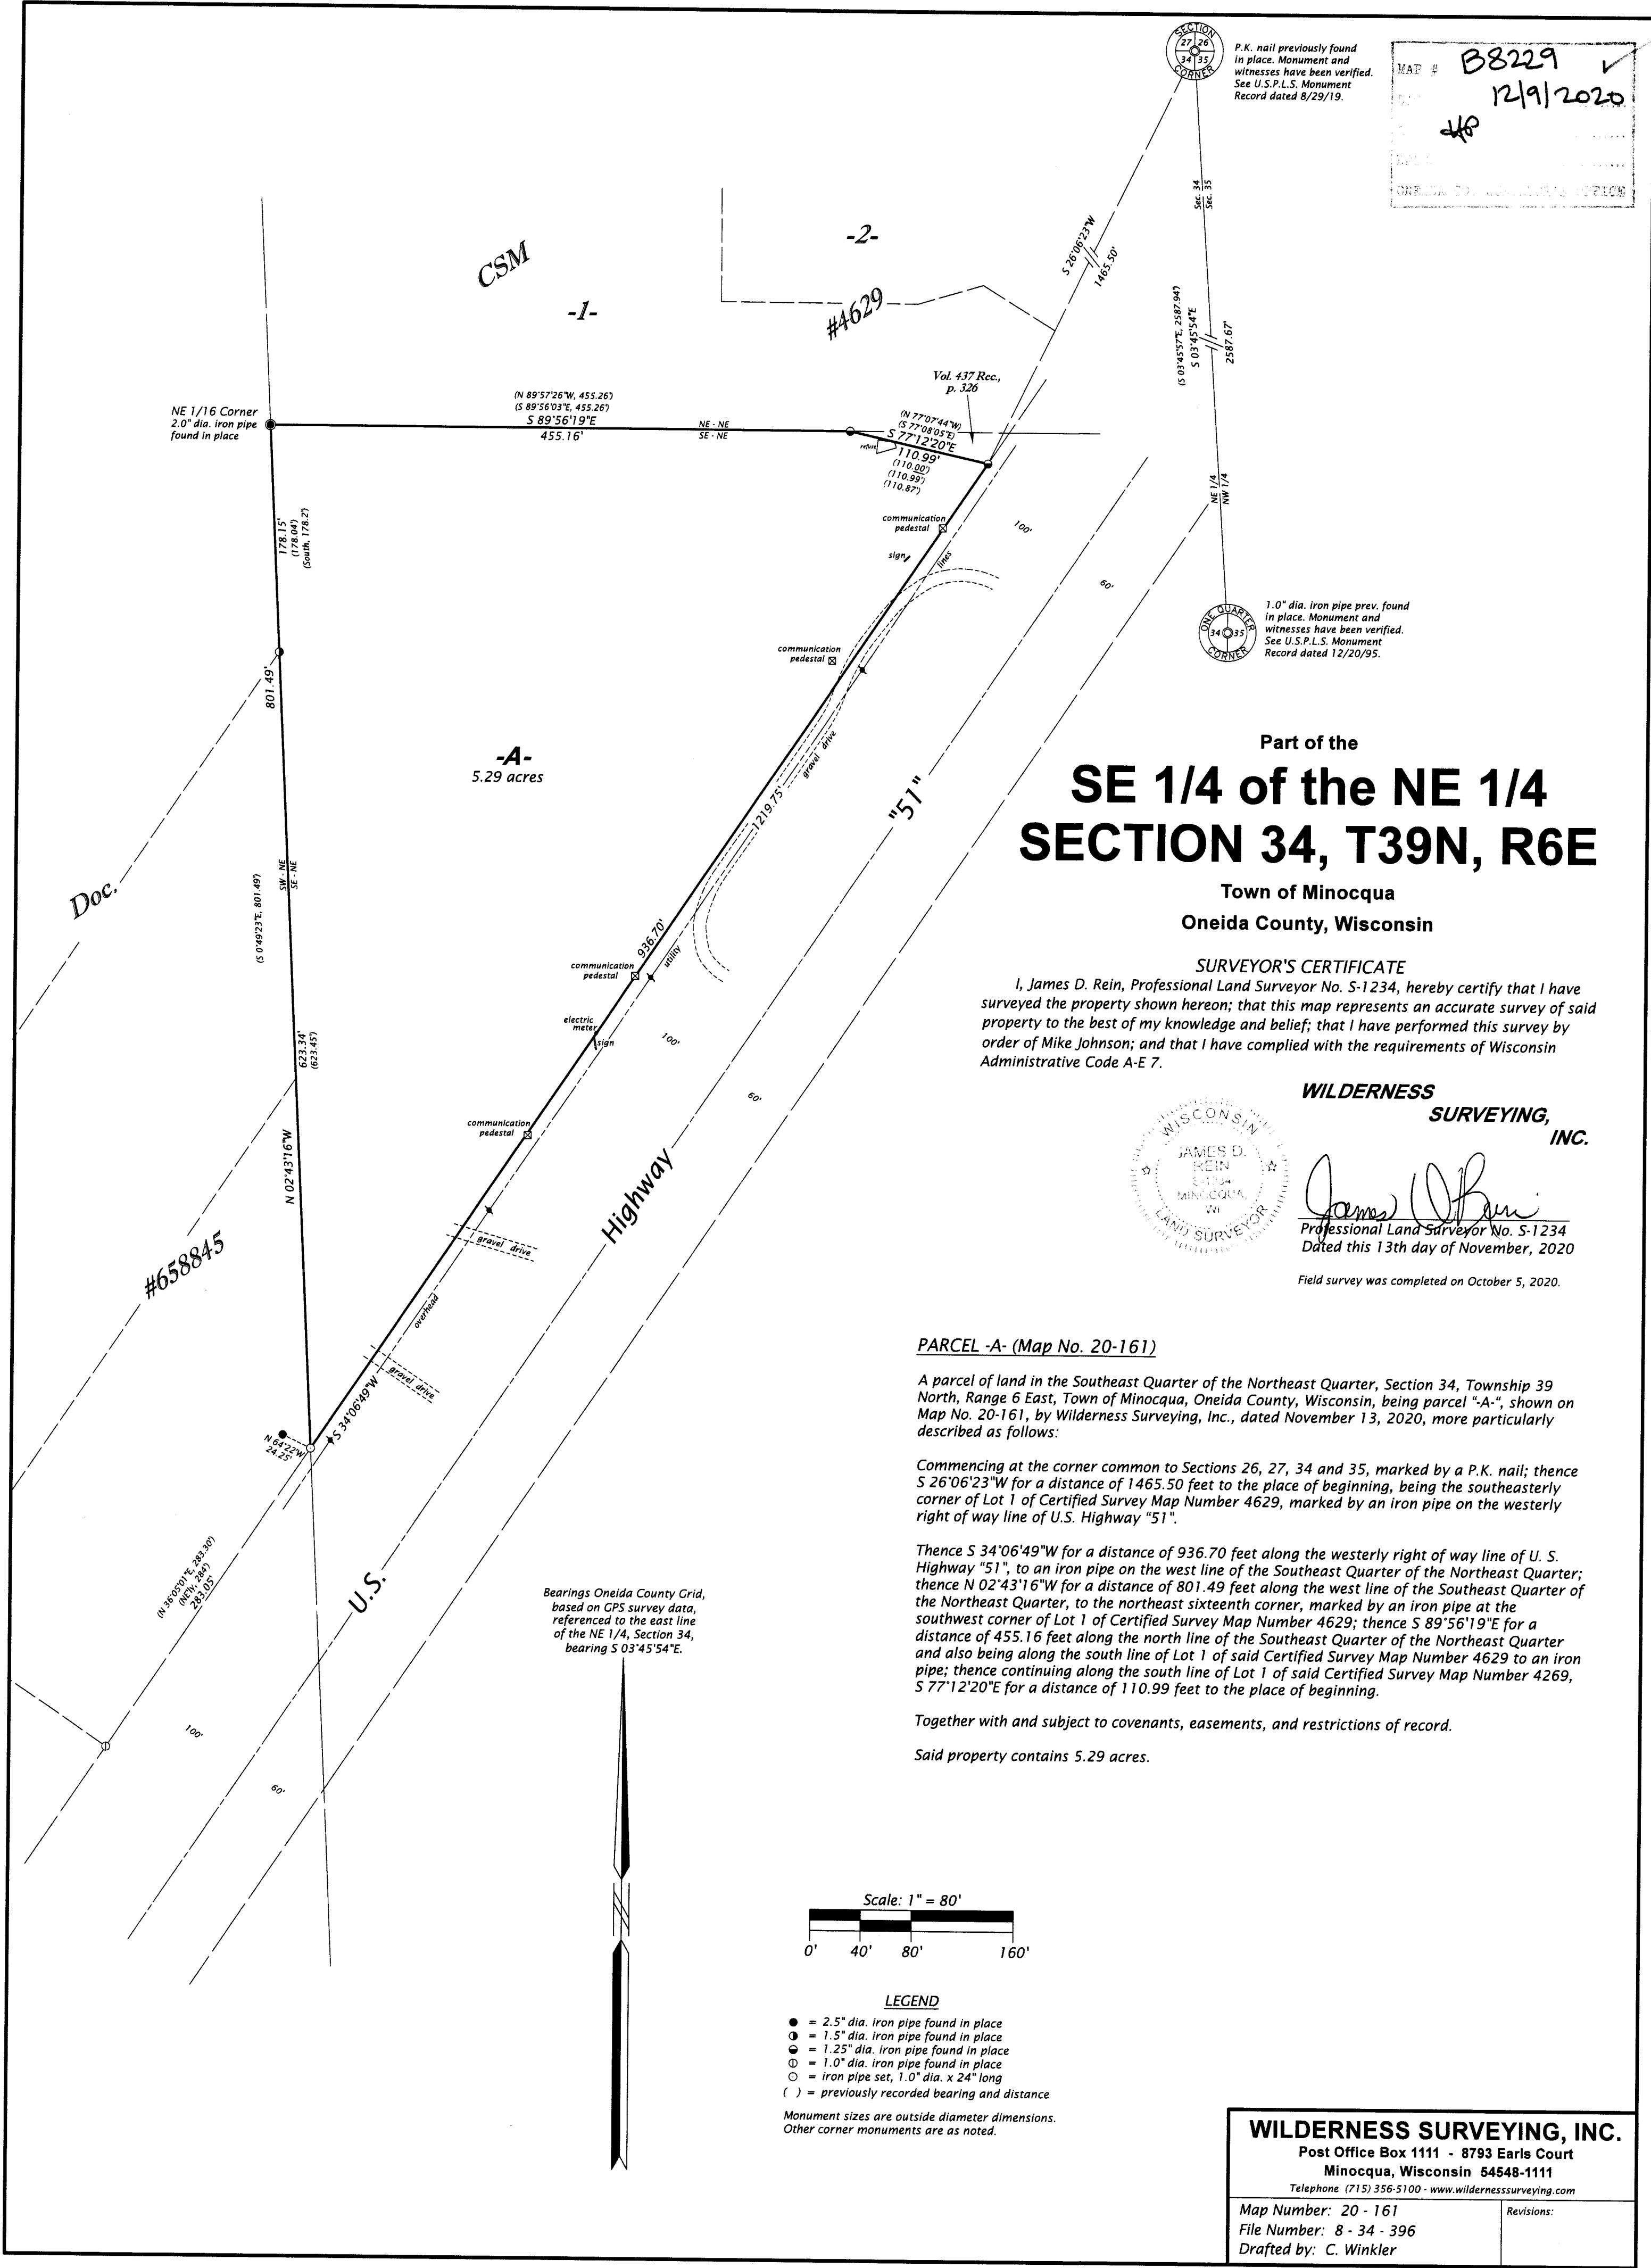 SECTION
27 26
34 35
CORNER
P.K. nail previously found
in place. Monument and
witnesses have been verified.
See U.S.P.L.S. Monument
Record dated 8/29/19.
MAP # B8229
12/9/2020
Sec. 34
Sec. 35
S 26°06'23"W
1465.50'
(S 03°45'57"E, 2587.94')
S 03°45'54"E
2587.67'
NE 1/4
NW 1/4
CSM
-1-
-2-
#4629
Vol. 437 Rec.,
p. 326
NE 1/16 Corner
2.0" dia. iron pipe
found in place
(N 89°57'26"W, 455.26')
(S 89°56'03"E, 455.26')
S 89°56'19"E
455.16'
NE - NE
SE - NE
(N 77°07'44"W)
(S 77°08'05"E)
S 77°12'20"E
110.99'
(110.00')
(110.99')
(110.87')
refuse
communication
pedestal
sign
lines
100'
60'
178.15'
(178.04')
(South, 178.2')
801.49'
communication
pedestal
gravel drive
ONE QUARTER
34 35
CORNER
1.0" dia. iron pipe prev. found
in place. Monument and
witnesses have been verified.
See U.S.P.L.S. Monument
Record dated 12/20/95.
-A-
5.29 acres
1219.75'
"51"
Doc.
SW - NE
SE - NE
(S 0°49'23"E, 801.49')
936.70'
utility
communication
pedestal
electric
meter
sign
100'
60'
623.34'
(623.45')
N 02°43'16"W
communication
pedestal
gravel drive
Highway
#658845
overhead
gravel drive
S 34°06'49"W
N 64°22'W
24.25'
(N 36°05'01"E, 283.30')
(NE'ly, 284')
283.05'
U.S.
100'
60'
Part of the
SE 1/4 of the NE 1/4
SECTION 34, T39N, R6E
Town of Minocqua
Oneida County, Wisconsin
SURVEYOR'S CERTIFICATE
I, James D. Rein, Professional Land Surveyor No. S-1234, hereby certify that I have
surveyed the property shown hereon; that this map represents an accurate survey of said
property to the best of my knowledge and belief; that I have performed this survey by
order of Mike Johnson; and that I have complied with the requirements of Wisconsin
Administrative Code A-E 7.
WILDERNESS
SURVEYING,
INC.
WISCONSIN
JAMES D.
REIN
S-1234
MINOCQUA,
WI
LAND SURVEYOR
James D Rein
Professional Land Surveyor No. S-1234
Dated this 13th day of November, 2020
Field survey was completed on October 5, 2020.
PARCEL -A- (Map No. 20-161)
A parcel of land in the Southeast Quarter of the Northeast Quarter, Section 34, Township 39
North, Range 6 East, Town of Minocqua, Oneida County, Wisconsin, being parcel "-A-", shown on
Map No. 20-161, by Wilderness Surveying, Inc., dated November 13, 2020, more particularly
described as follows:
Commencing at the corner common to Sections 26, 27, 34 and 35, marked by a P.K. nail; thence
S 26°06'23"W for a distance of 1465.50 feet to the place of beginning, being the southeasterly
corner of Lot 1 of Certified Survey Map Number 4629, marked by an iron pipe on the westerly
right of way line of U.S. Highway "51".
Thence S 34°06'49"W for a distance of 936.70 feet along the westerly right of way line of U. S.
Highway "51", to an iron pipe on the west line of the Southeast Quarter of the Northeast Quarter;
thence N 02°43'16"W for a distance of 801.49 feet along the west line of the Southeast Quarter of
the Northeast Quarter, to the northeast sixteenth corner, marked by an iron pipe at the
southwest corner of Lot 1 of Certified Survey Map Number 4629; thence S 89°56'19"E for a
distance of 455.16 feet along the north line of the Southeast Quarter of the Northeast Quarter
and also being along the south line of Lot 1 of said Certified Survey Map Number 4629 to an iron
pipe; thence continuing along the south line of Lot 1 of said Certified Survey Map Number 4269,
S 77°12'20"E for a distance of 110.99 feet to the place of beginning.
Together with and subject to covenants, easements, and restrictions of record.
Said property contains 5.29 acres.
Bearings Oneida County Grid,
based on GPS survey data,
referenced to the east line
of the NE 1/4, Section 34,
bearing S 03°45'54"E.
N
Scale: 1" = 80'
0' 40' 80' 160'
LEGEND
= 2.5" dia. iron pipe found in place
= 1.5" dia. iron pipe found in place
= 1.25" dia. iron pipe found in place
= 1.0" dia. iron pipe found in place
= iron pipe set, 1.0" dia. x 24" long
( ) = previously recorded bearing and distance
Monument sizes are outside diameter dimensions.
Other corner monuments are as noted.
WILDERNESS SURVEYING, INC.
Post Office Box 1111 - 8793 Earls Court
Minocqua, Wisconsin 54548-1111
Telephone (715) 356-5100 - www.wildernesssurveying.com
Map Number: 20 - 161
File Number: 8 - 34 - 396
Drafted by: C. Winkler
Revisions: